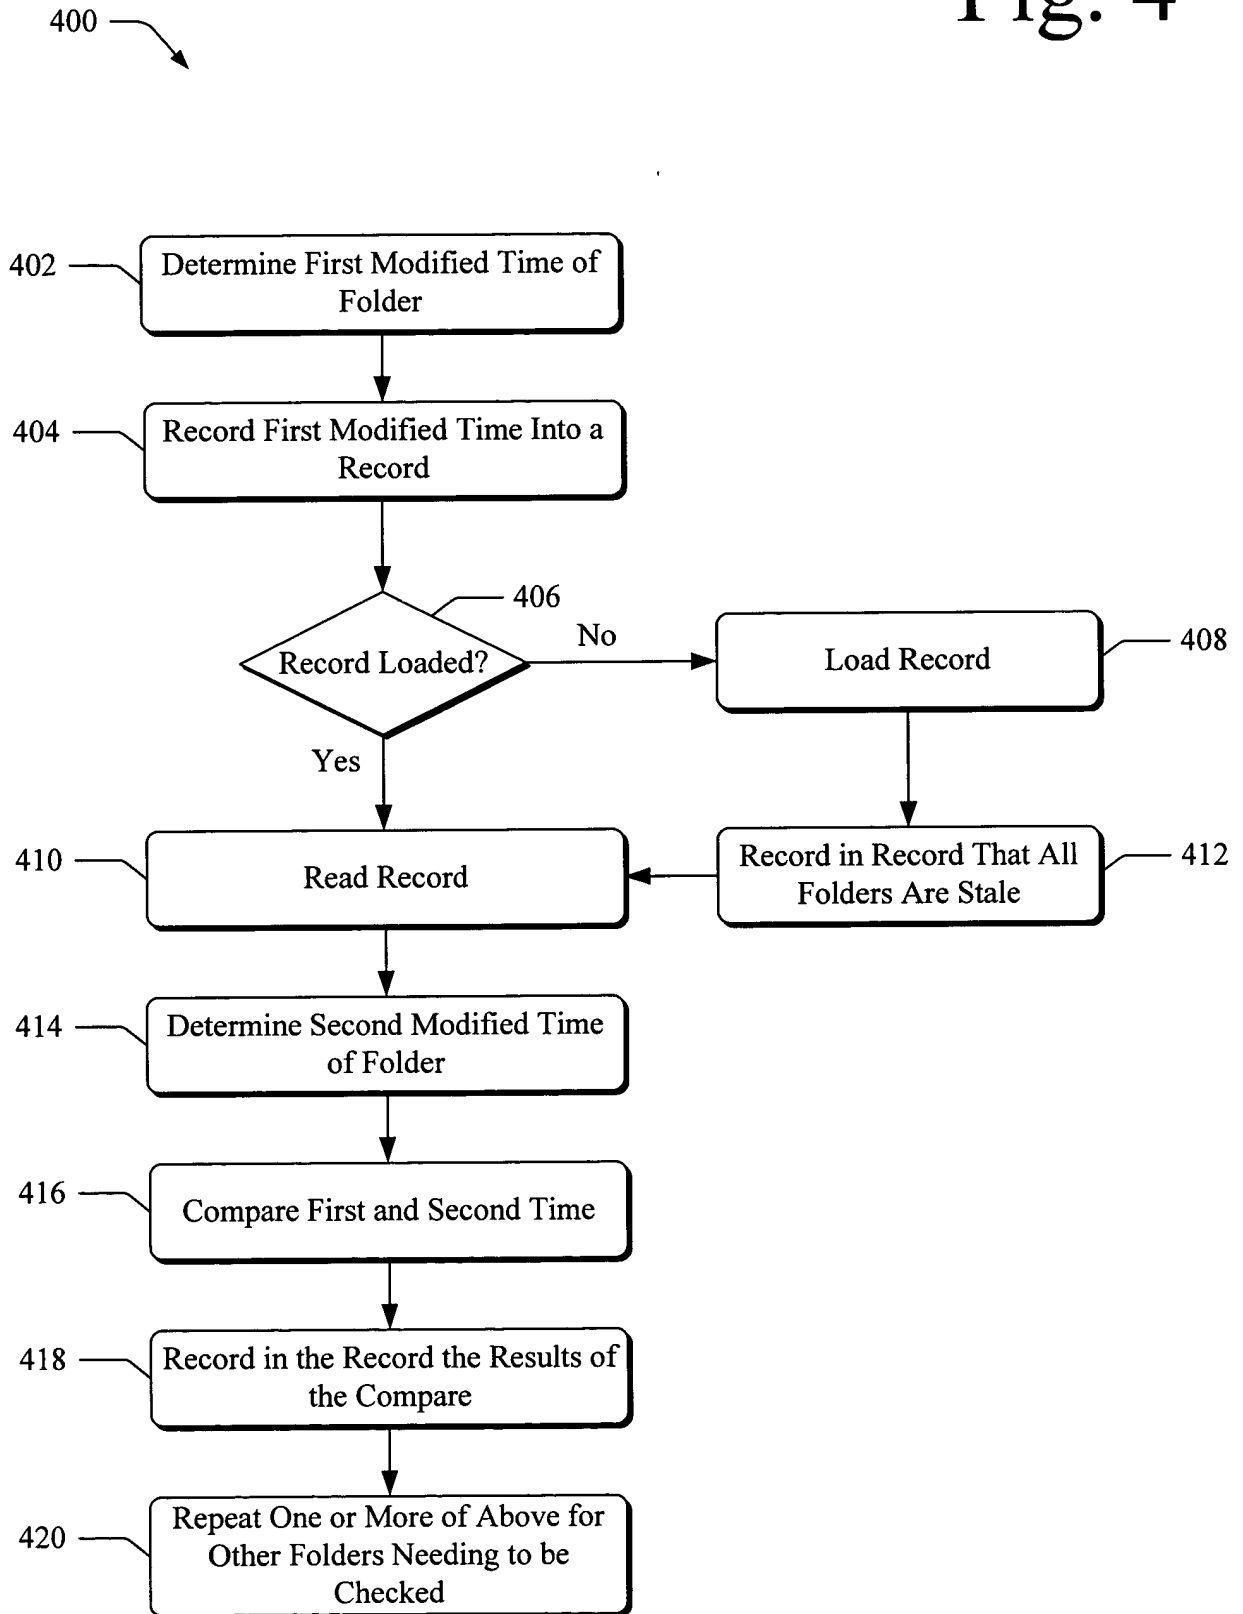 400
Fig. 4
402
Determine First Modified Time of
Folder
404
Record First Modified Time Into a
Record
406
Record Loaded?
No
Load Record
408
Yes
410
Read Record
Record in Record That All
Folders Are Stale
412
414
Determine Second Modified Time
of Folder
416
Compare First and Second Time
418
Record in the Record the Results of
the Compare
420
Repeat One or More of Above for
Other Folders Needing to be
Checked